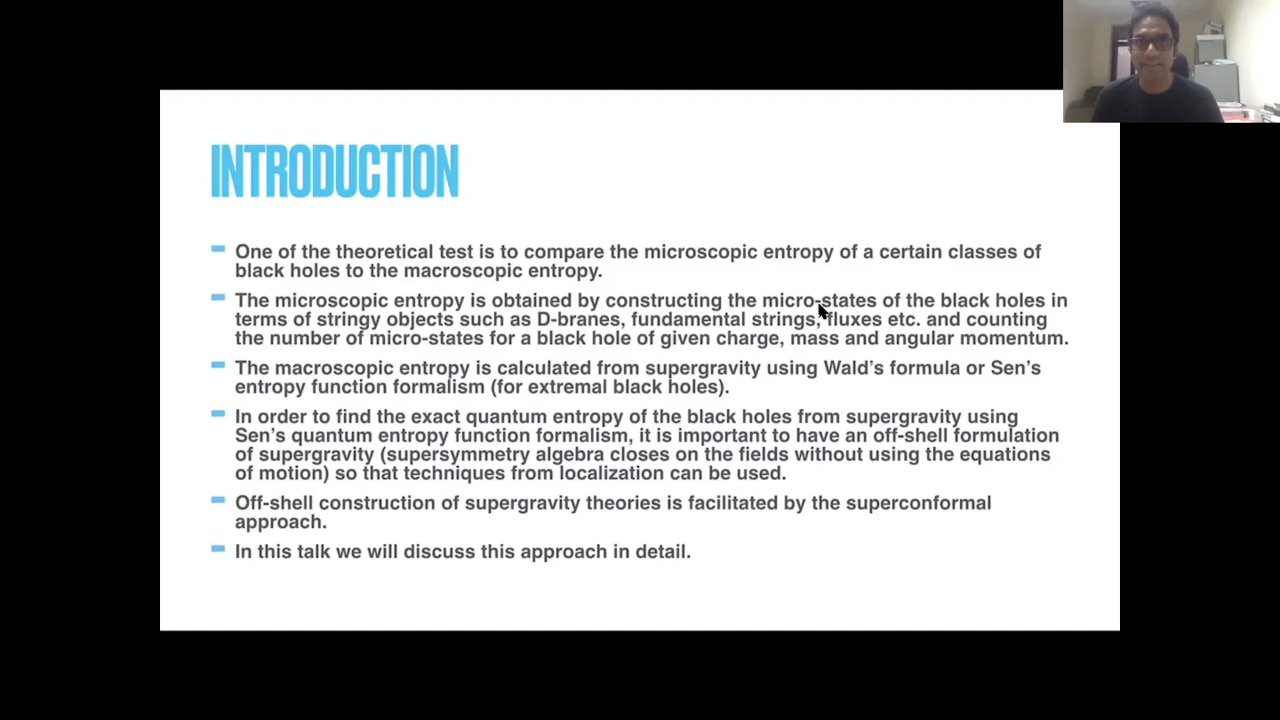 INTRODUCTION
One of the theoretical test is to compare the microscopic entropy of a certain classes of
black holes to the macroscopic entropy.
The microscopic entropy is obtained by constructing the micro-states of the black holes in
terms of stringy objects such as D-branes, fundamental strings, fluxes etc. and counting
the number of micro-states for a black hole of given charge, mass and angular momentum.
The macroscopic entropy is calculated from supergravity using Wald's formula or Sen's
entropy function formalism (for extremal black holes).
In order to find the exact quantum entropy of the black holes from supergravity using
Sen's quantum entropy function formalism, it is important to have an off-shell formulation
of supergravity (supersymmetry algebra closes on the fields without using the equations
of motion) so that techniques from localization can be used.
Off-shell construction of supergravity theories is facilitated by the superconformal
approach.
In this talk we will discuss this approach in detail.